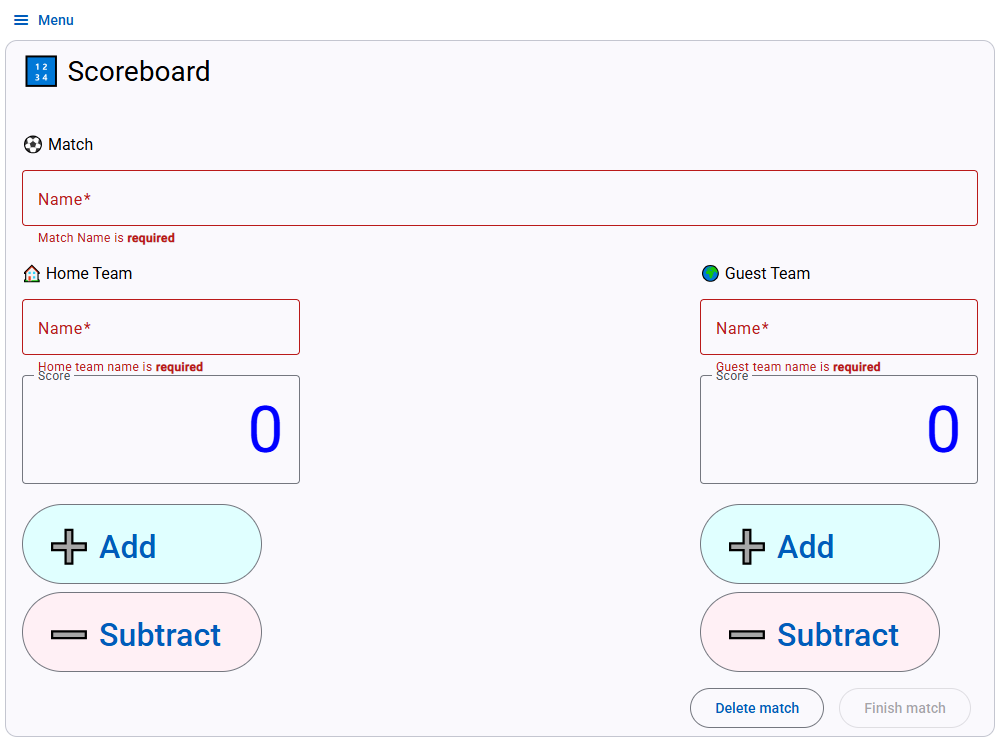 Menu
1 2
3 4
Scoreboard
Match
Name*
Match Name is required
Home Team
Guest Team
Name*
Name*
Home team name is required
Guest team name is required
Score
Score
0
0
Add
Add
Subtract
Subtract
Delete match
Finish match